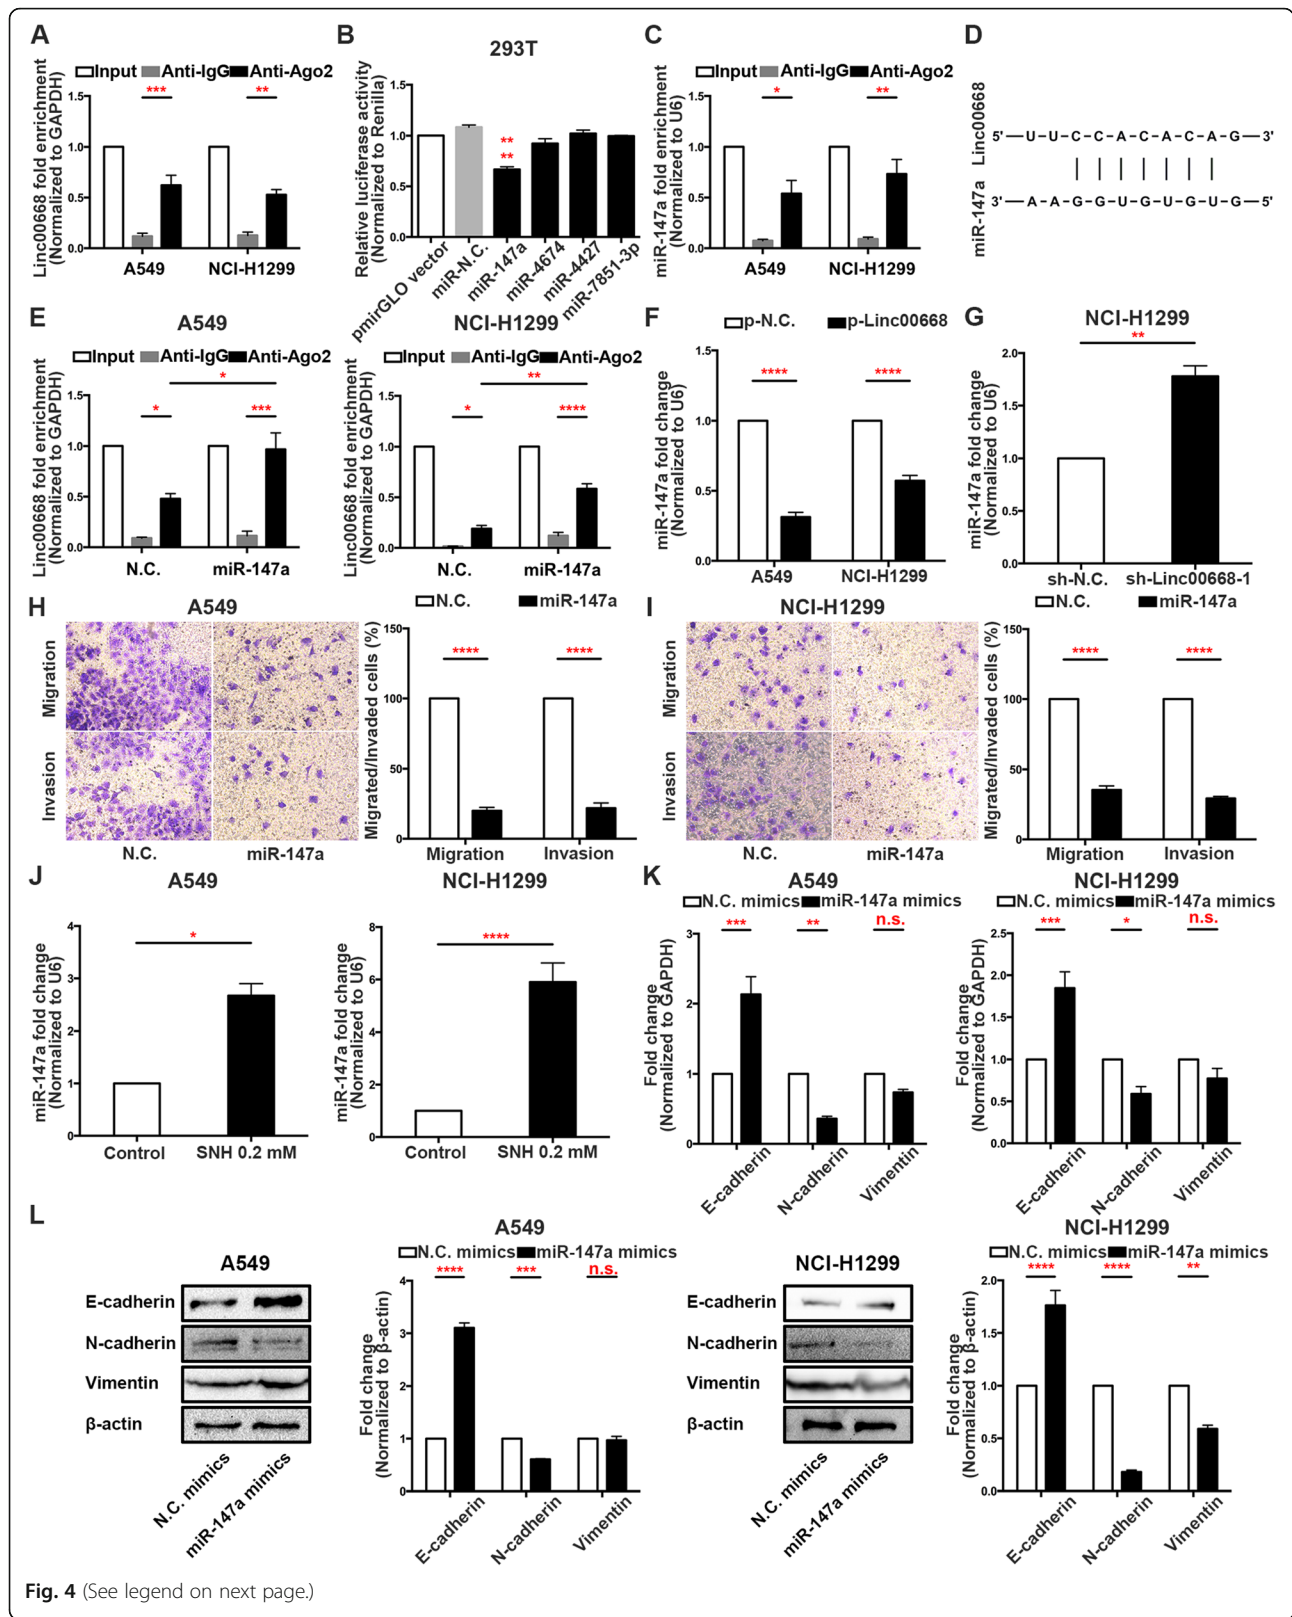 A
Input Anti-IgG Anti-Ago2
Linc00668 fold enrichment
(Normalized to GAPDH)
1.5
1.0
0.5
0.0
***
**
A549
NCI-H1299
B
293T
Relative luciferase activity
(Normalized to Renilla)
1.5
1.0
0.5
0.0
**
**
pmirGLO vector
miR-N.C.
miR-147a
miR-4674
miR-4427
miR-7851-3p
C
Input Anti-IgG Anti-Ago2
miR-147a fold enrichment
(Normalized to U6)
1.5
1.0
0.5
0.0
*
**
A549
NCI-H1299
D
Linc00668
5'—U–U–C–C–A–C–A–C–A–G—3'
miR-147a
3'—A–A–G–G–U–G–U–G–U–G—5'
E
A549
Input Anti-IgG Anti-Ago2
Linc00668 fold enrichment
(Normalized to GAPDH)
1.5
1.0
0.5
0.0
*
*
***
N.C.
miR-147a
NCI-H1299
Input Anti-IgG Anti-Ago2
Linc00668 fold enrichment
(Normalized to GAPDH)
1.5
1.0
0.5
0.0
**
*
****
N.C.
miR-147a
F
p-N.C. p-Linc00668
miR-147a fold change
(Normalized to U6)
1.5
1.0
0.5
0.0
****
****
A549
NCI-H1299
G
NCI-H1299
miR-147a fold change
(Normalized to U6)
2.0
1.5
1.0
0.5
0.0
**
sh-N.C.
sh-Linc00668-1
H
A549
Migration
Invasion
N.C.
miR-147a
N.C. miR-147a
Migrated/Invaded cells (%)
150
100
50
0
****
****
Migration
Invasion
I
NCI-H1299
Migration
Invasion
N.C.
miR-147a
N.C. miR-147a
Migrated/Invaded cells (%)
150
100
50
0
****
****
Migration
Invasion
J
A549
miR-147a fold change
(Normalized to U6)
4
3
2
1
0
*
Control
SNH 0.2 mM
NCI-H1299
miR-147a fold change
(Normalized to U6)
8
6
4
2
0
****
Control
SNH 0.2 mM
K
A549
N.C. mimics miR-147a mimics
Fold change
(Normalized to GAPDH)
3
2
1
0
***
**
n.s.
E-cadherin
N-cadherin
Vimentin
NCI-H1299
N.C. mimics miR-147a mimics
Fold change
(Normalized to GAPDH)
2.5
2.0
1.5
1.0
0.5
0.0
***
*
n.s.
E-cadherin
N-cadherin
Vimentin
L
A549
E-cadherin
N-cadherin
Vimentin
β-actin
N.C. mimics
miR-147a mimics
A549
N.C. mimics miR-147a mimics
Fold change
(Normalized to β-actin)
4
3
2
1
0
****
***
n.s.
E-cadherin
N-cadherin
Vimentin
NCI-H1299
E-cadherin
N-cadherin
Vimentin
β-actin
N.C. mimics
miR-147a mimics
NCI-H1299
N.C. mimics miR-147a mimics
Fold change
(Normalized to β-actin)
2.0
1.5
1.0
0.5
0.0
****
****
**
E-cadherin
N-cadherin
Vimentin
Fig. 4 (See legend on next page.)